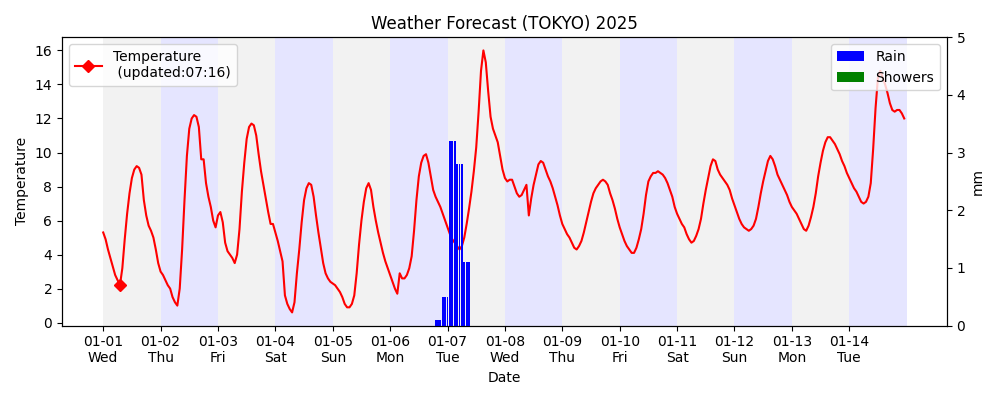 Weather Forecast (TOKYO) 2025
Temperature
(updated:07:16)
Rain
Showers
Temperature
16
14
12
10
8
6
4
2
0
5
4
3
2
1
0
mm
01-01 01-02 01-03 01-04 01-05 01-06 01-07 01-08 01-09 01-10 01-11 01-12 01-13 01-14
Wed Thu Fri Sat Sun Mon Tue Wed Thu Fri Sat Sun Mon Tue
Date